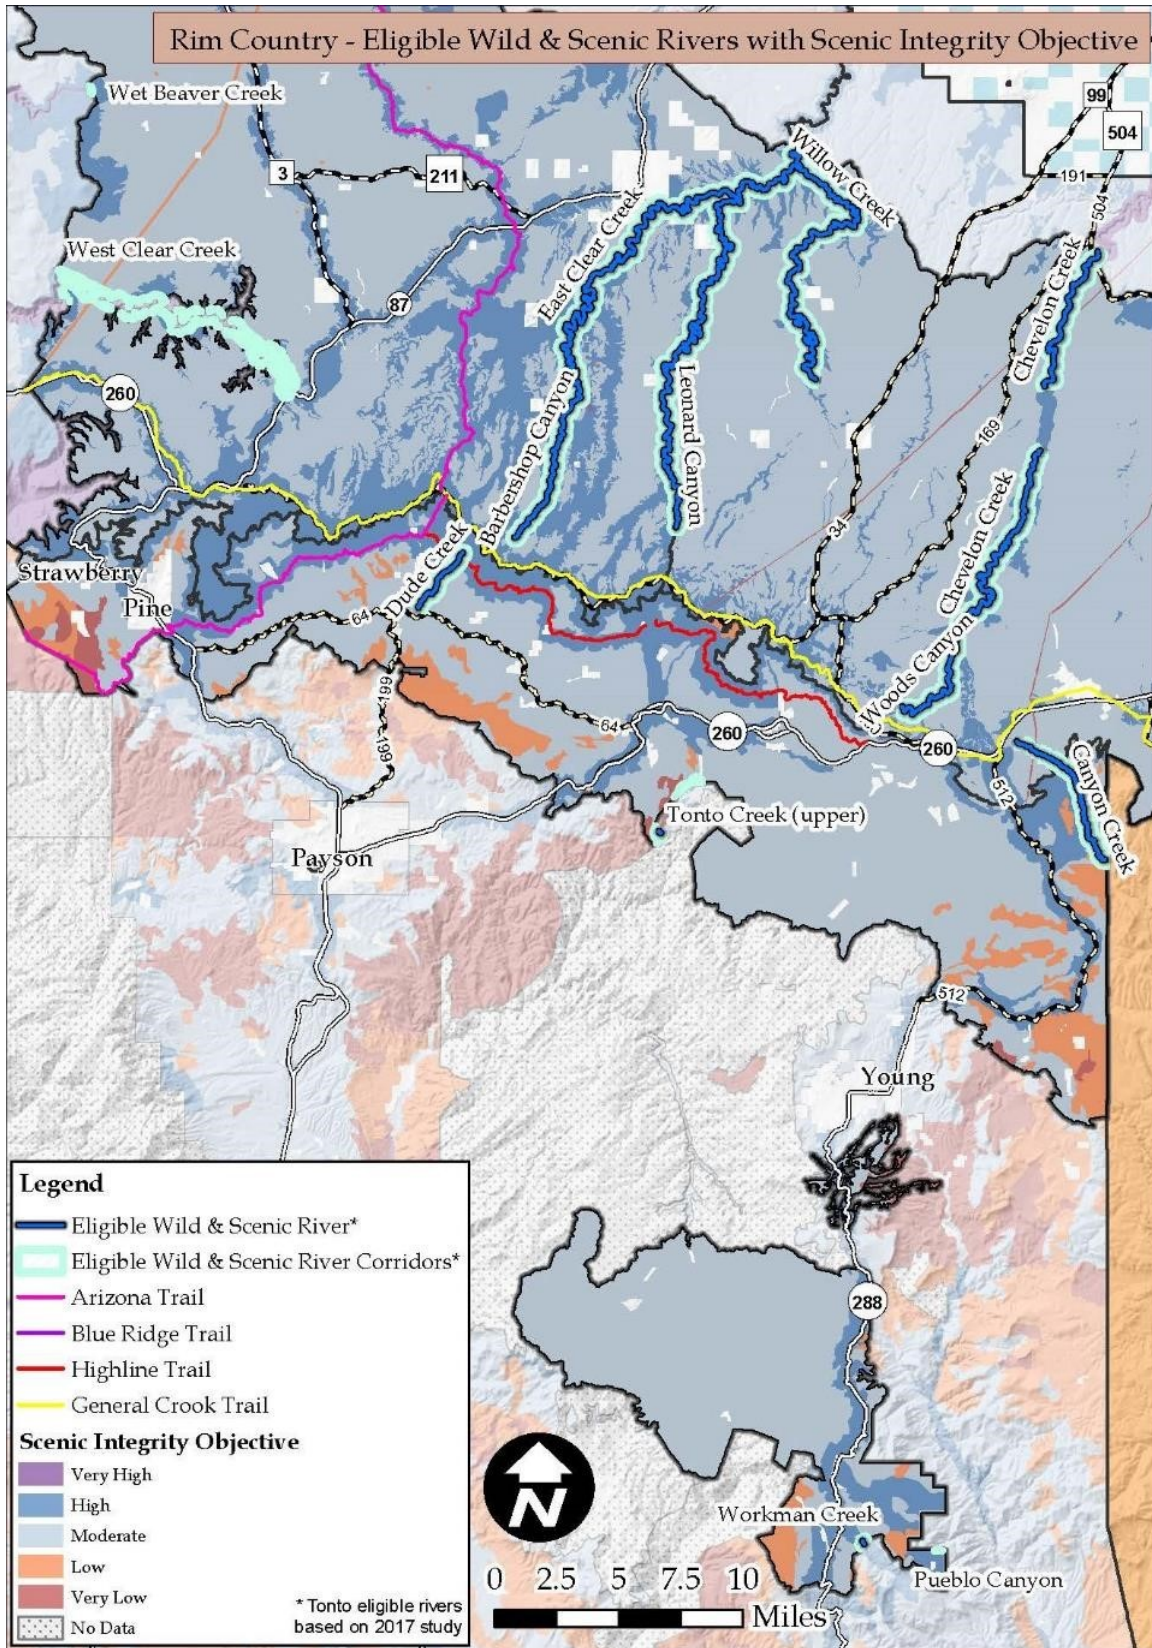 Rim Country - Eligible Wild & Scenic Rivers with Scenic Integrity Objective
Wet Beaver Creek
99
504
3
211
191
Willow Creek
504
West Clear Creek
East Clear Creek
Chevelon Creek
87
260
Barbershop Canyon
Leonard Canyon
169
34
Chevelon Creek
Strawberry
Pine
Dude Creek
64
Woods Canyon
199
64
260
260
199
512
Canyon Creek
Tonto Creek (upper)
Payson
512
Young
288
Workman Creek
Pueblo Canyon
Legend
Eligible Wild & Scenic River*
Eligible Wild & Scenic River Corridors*
Arizona Trail
Blue Ridge Trail
Highline Trail
General Crook Trail
Scenic Integrity Objective
Very High
High
Moderate
Low
Very Low
No Data
* Tonto eligible rivers
based on 2017 study
N
0 2.5 5 7.5 10
Miles